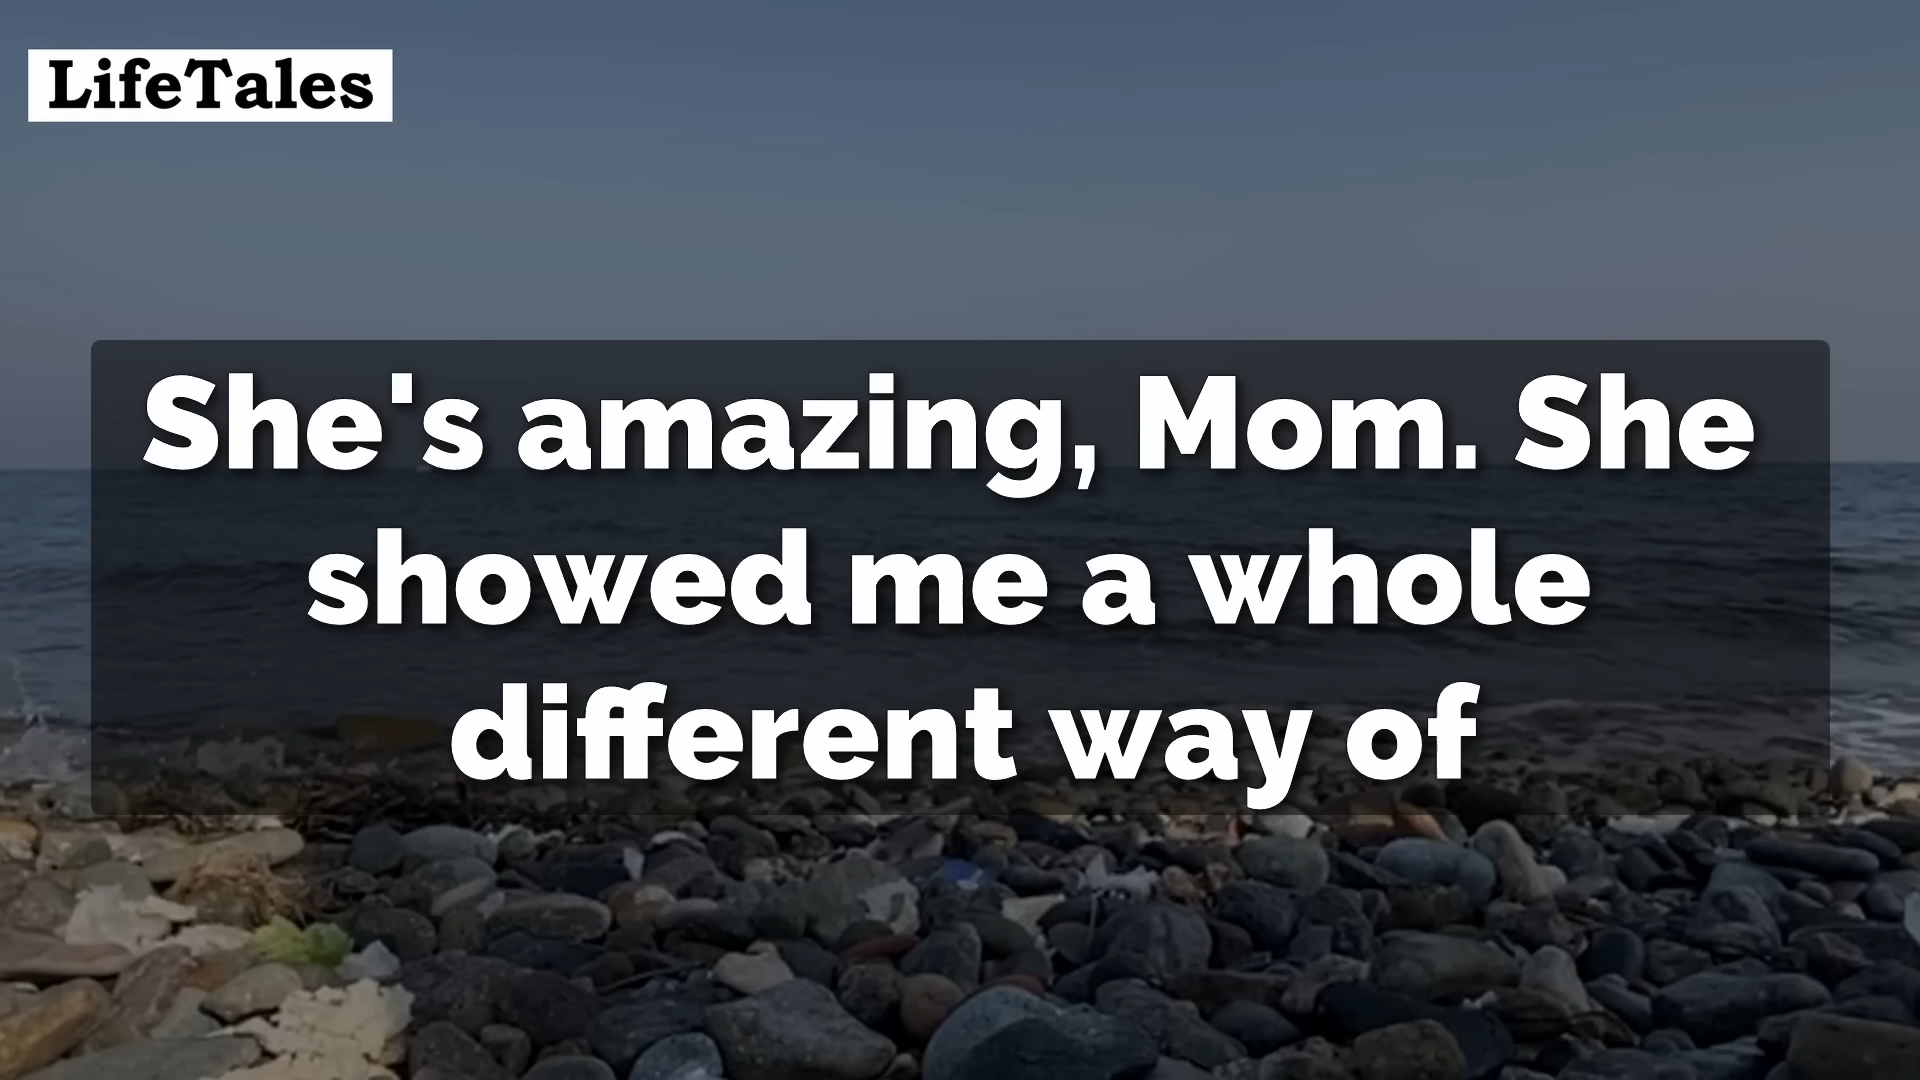 LifeTales
She's amazing, Mom. She
showed me a whole
different way of